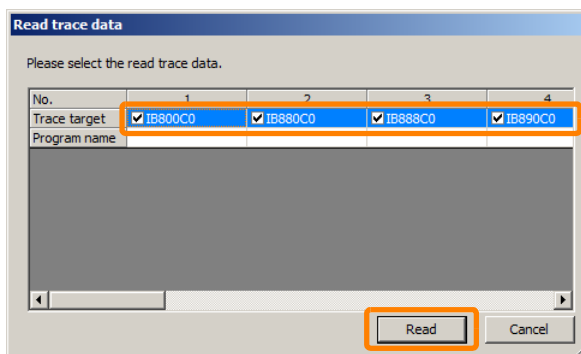 Read trace data
Please select the read trace data.
No. 1 2 3 4
Trace target IB800C0 IB880C0 IB888C0 IB890C0
Program name
Read Cancel